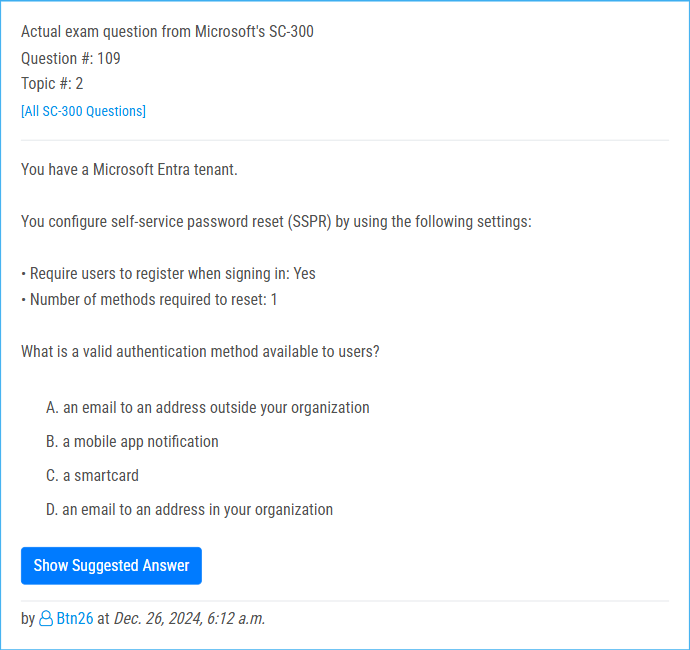 Actual exam question from Microsoft's SC-300
Question #: 109
Topic #: 2
[All SC-300 Questions]
You have a Microsoft Entra tenant.
You configure self-service password reset (SSPR) by using the following settings:
• Require users to register when signing in: Yes
• Number of methods required to reset: 1
What is a valid authentication method available to users?
A. an email to an address outside your organization
B. a mobile app notification
C. a smartcard
D. an email to an address in your organization
Show Suggested Answer
by Btn26 at Dec. 26, 2024, 6:12 a.m.